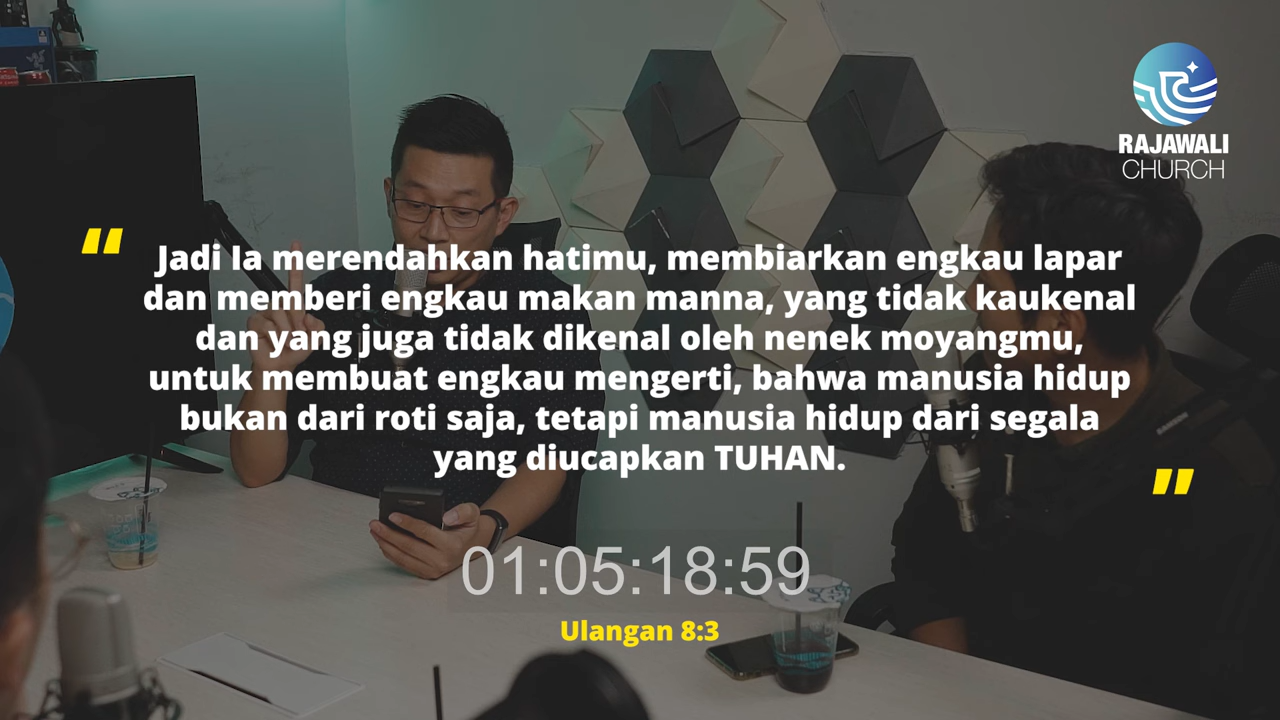 RAJAWALI
CHURCH
"
Jadi Ia merendahkan hatimu, membiarkan engkau lapar
dan memberi engkau makan manna, yang tidak kaukenal
dan yang juga tidak dikenal oleh nenek moyangmu,
untuk membuat engkau mengerti, bahwa manusia hidup
bukan dari roti saja, tetapi manusia hidup dari segala
yang diucapkan TUHAN.
"
01:05:18:59
Ulangan 8:3